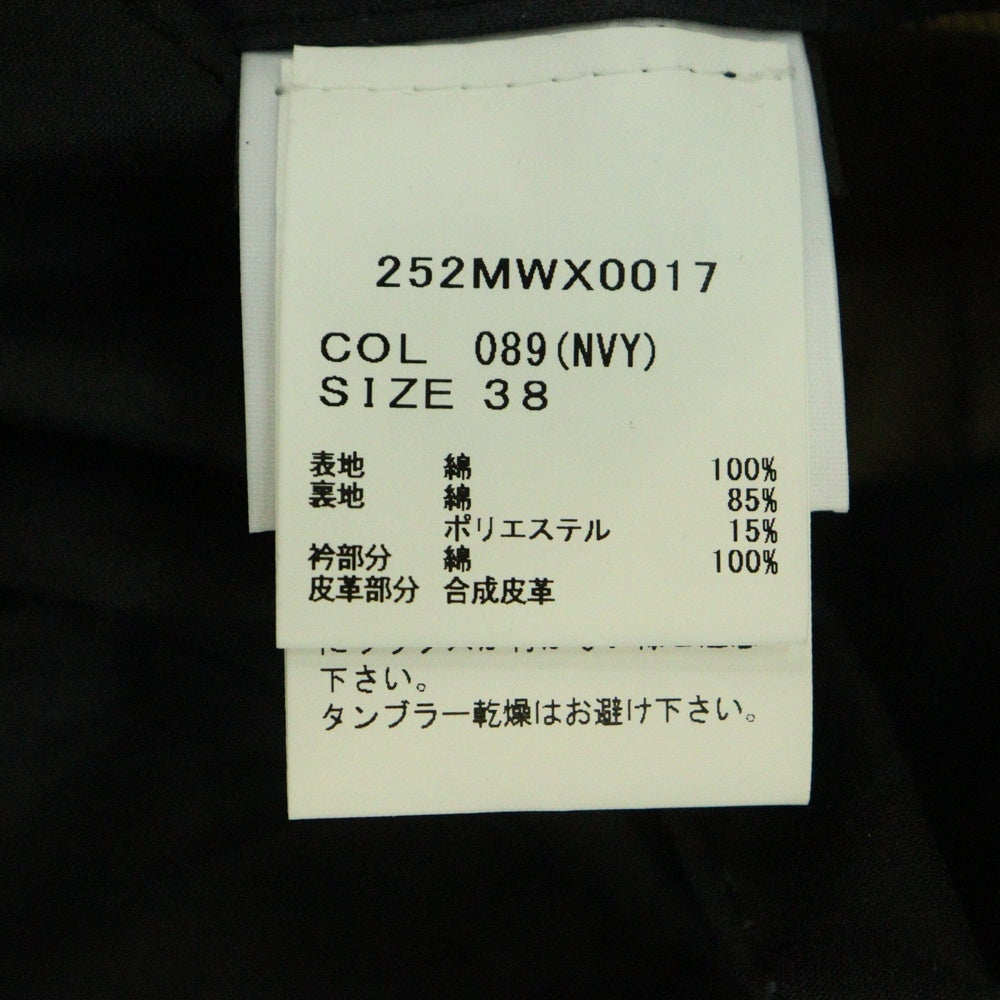 252MWX0017
COL 089(NVY)
SIZE 38
表地 綿 100%
裏地 綿 85%
ポリエステル 15%
衿部分 綿 100%
皮革部分 合成皮革
下さい。
タンブラー乾燥はお避け下さい。